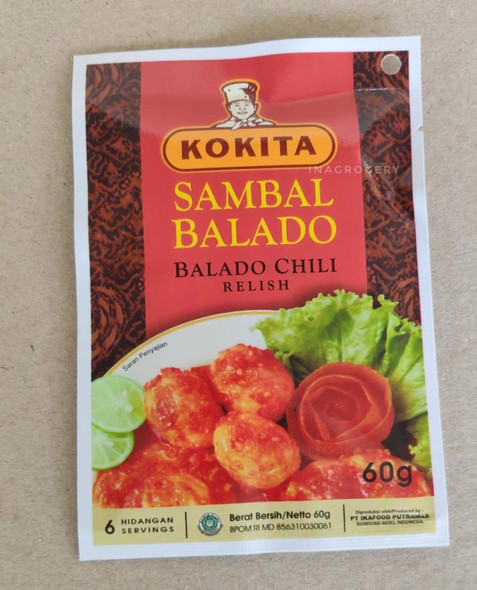 KOKITA
INAGROCERY
SAMBAL
BALADO
BALADO CHILI
RELISH
Saran Penyajian
60g
6 HIDANGAN
SERVINGS
Berat Bersih/Netto 60g
BPOM RI MD 856310030061
Diproduksi oleh/Produced by :
PT IKAFOOD PUTRAMAS
BANDUNG 40393, INDONESIA